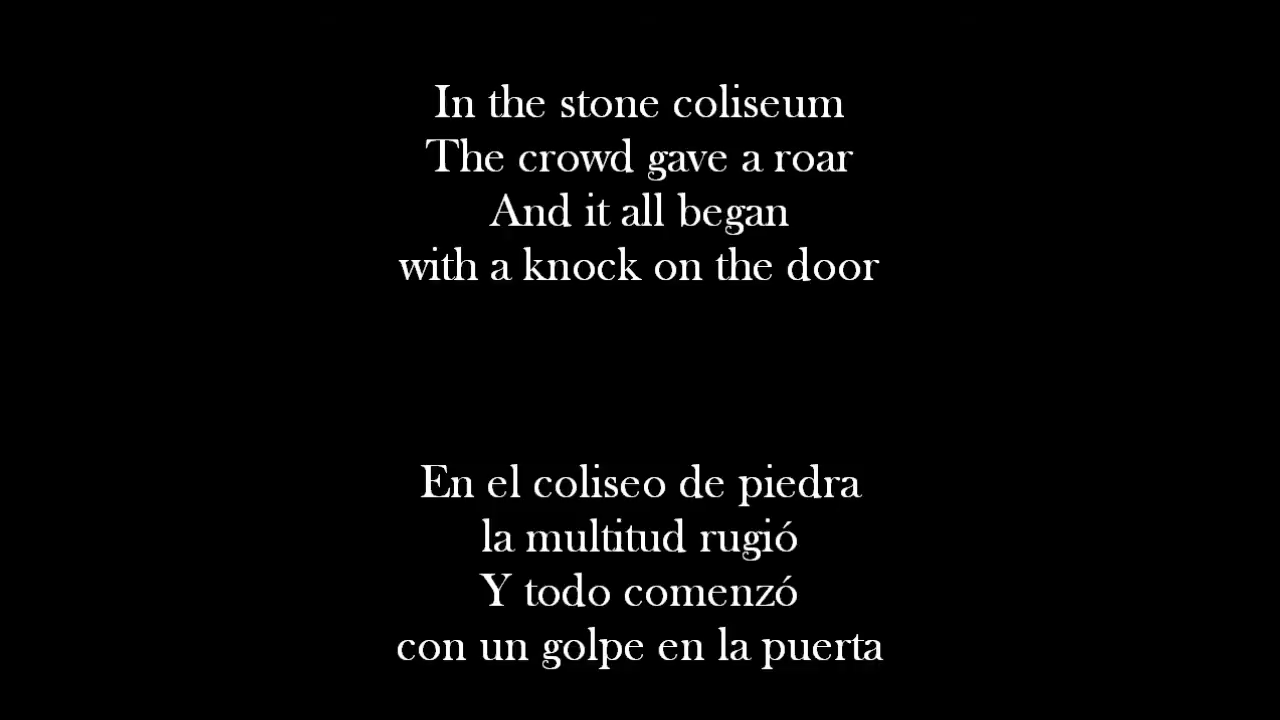 In the stone coliseum
The crowd gave a roar
And it all began
with a knock on the door
En el coliseo de piedra
la multitud rugió
Y todo comenzó
con un golpe en la puerta